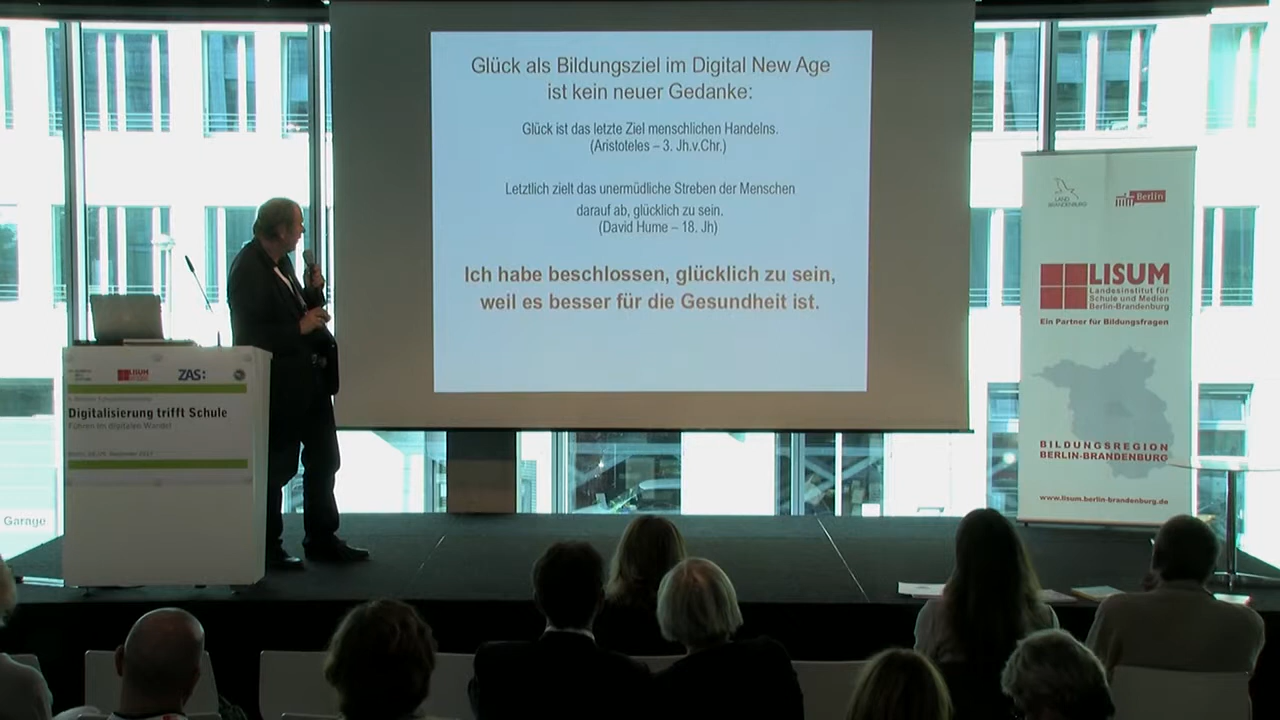 Glück als Bildungsziel im Digital New Age
ist kein neuer Gedanke:
Glück ist das letzte Ziel menschlichen Handelns.
(Aristoteles – 3. Jh.v.Chr.)
Letztlich zielt das unermüdliche Streben der Menschen
darauf ab, glücklich zu sein.
(David Hume – 18. Jh)
Ich habe beschlossen, glücklich zu sein,
weil es besser für die Gesundheit ist.
LISUM
ZAS:
Digitalisierung trifft Schule
Führen im digitalen Wandel
Garage
LAND
BRANDENBURG
Berlin
LISUM
Landesinstitut für
Schule und Medien
Berlin-Brandenburg
Ein Partner für Bildungsfragen
BILDUNGSREGION
BERLIN-BRANDENBURG
www.lisum.berlin-brandenburg.de